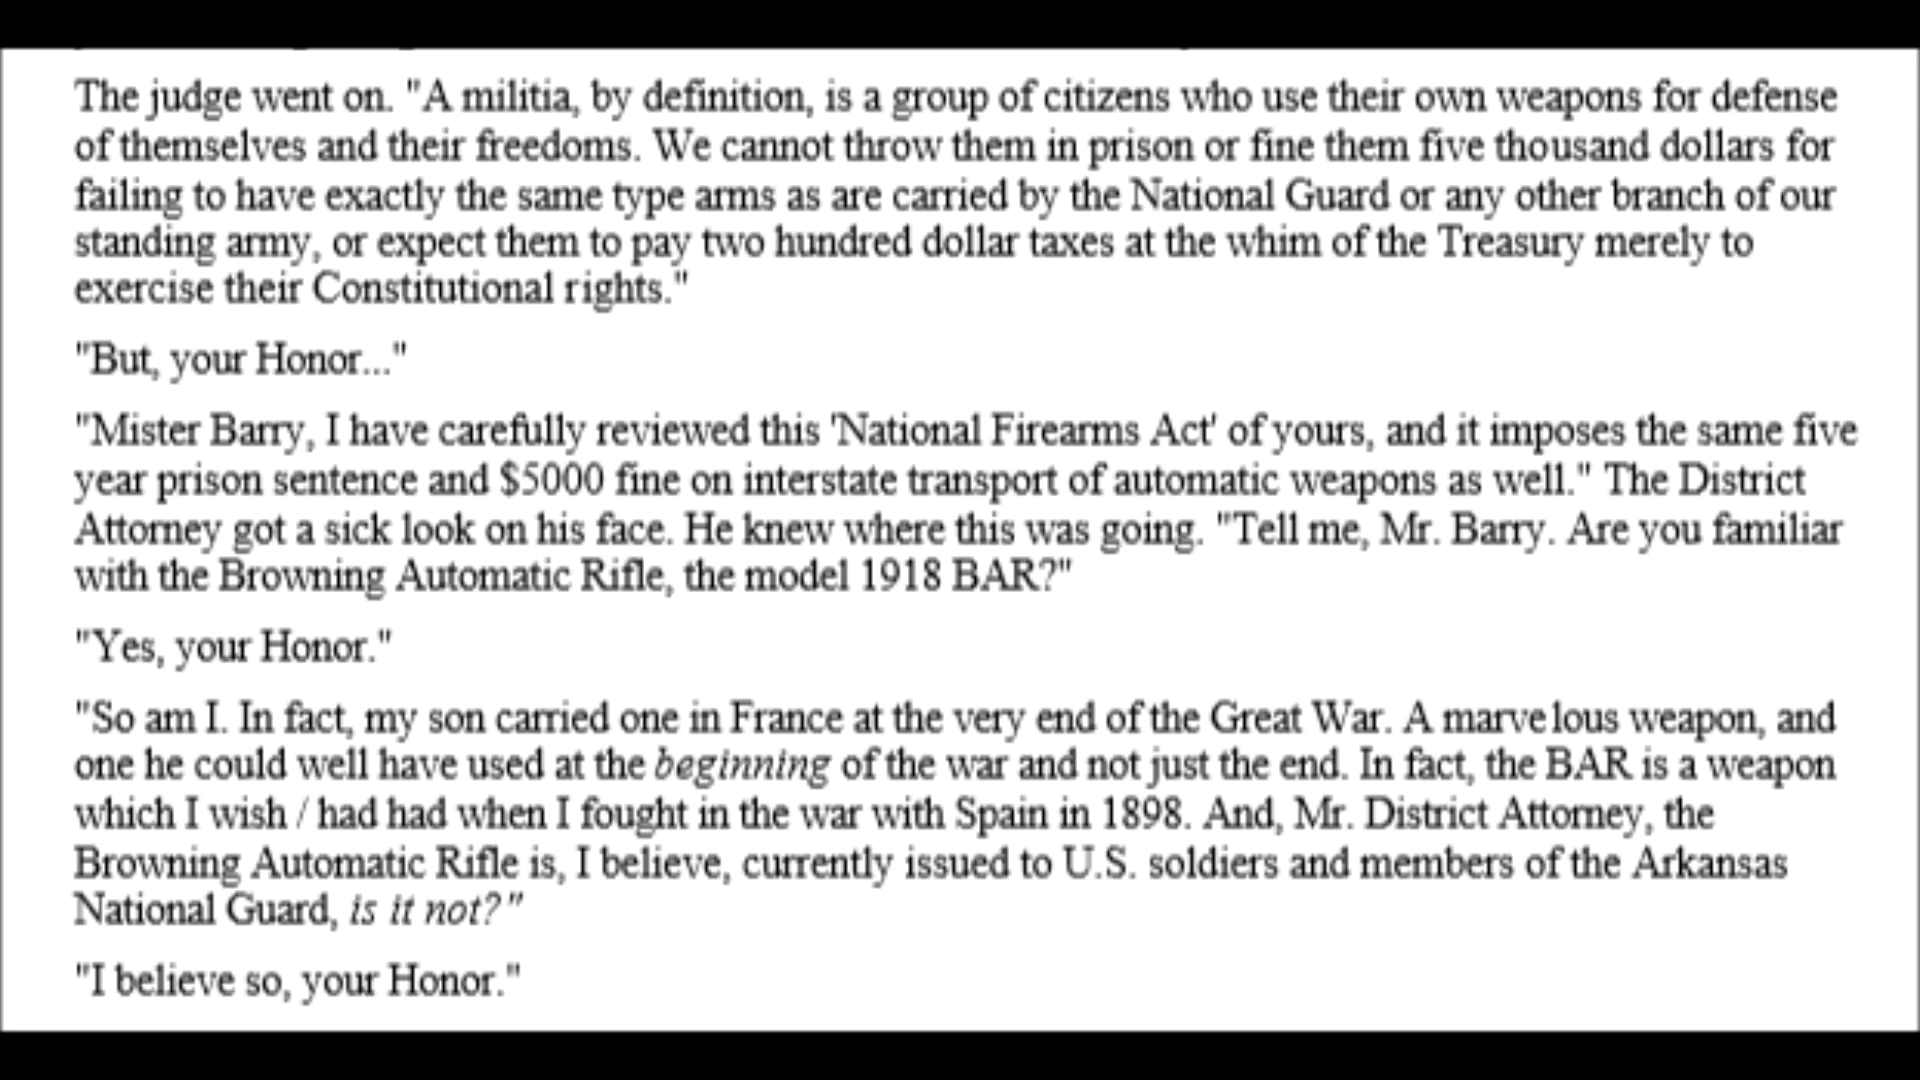 The judge went on. "A militia, by definition, is a group of citizens who use their own weapons for defense
of themselves and their freedoms. We cannot throw them in prison or fine them five thousand dollars for
failing to have exactly the same type arms as are carried by the National Guard or any other branch of our
standing army, or expect them to pay two hundred dollar taxes at the whim of the Treasury merely to
exercise their Constitutional rights."
"But, your Honor..."
"Mister Barry, I have carefully reviewed this 'National Firearms Act' of yours, and it imposes the same five
year prison sentence and $5000 fine on interstate transport of automatic weapons as well." The District
Attorney got a sick look on his face. He knew where this was going. "Tell me, Mr. Barry. Are you familiar
with the Browning Automatic Rifle, the model 1918 BAR?"
"Yes, your Honor."
"So am I. In fact, my son carried one in France at the very end of the Great War. A marvelous weapon, and
one he could well have used at the beginning of the war and not just the end. In fact, the BAR is a weapon
which I wish I had had when I fought in the war with Spain in 1898. And, Mr. District Attorney, the
Browning Automatic Rifle is, I believe, currently issued to U.S. soldiers and members of the Arkansas
National Guard, is it not?"
"I believe so, your Honor."